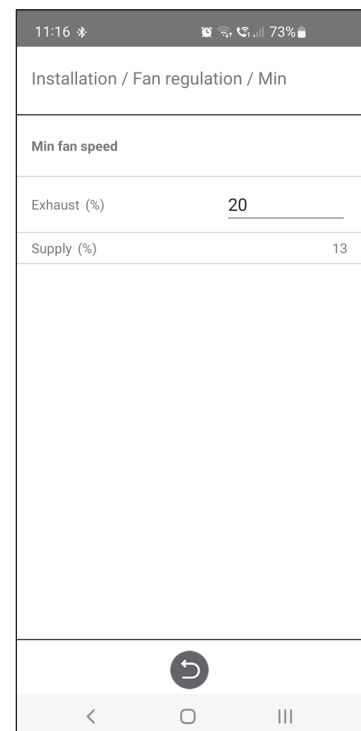 11:16 73%
Installation / Fan regulation / Min
Min fan speed
Exhaust (%) 20
Supply (%) 13